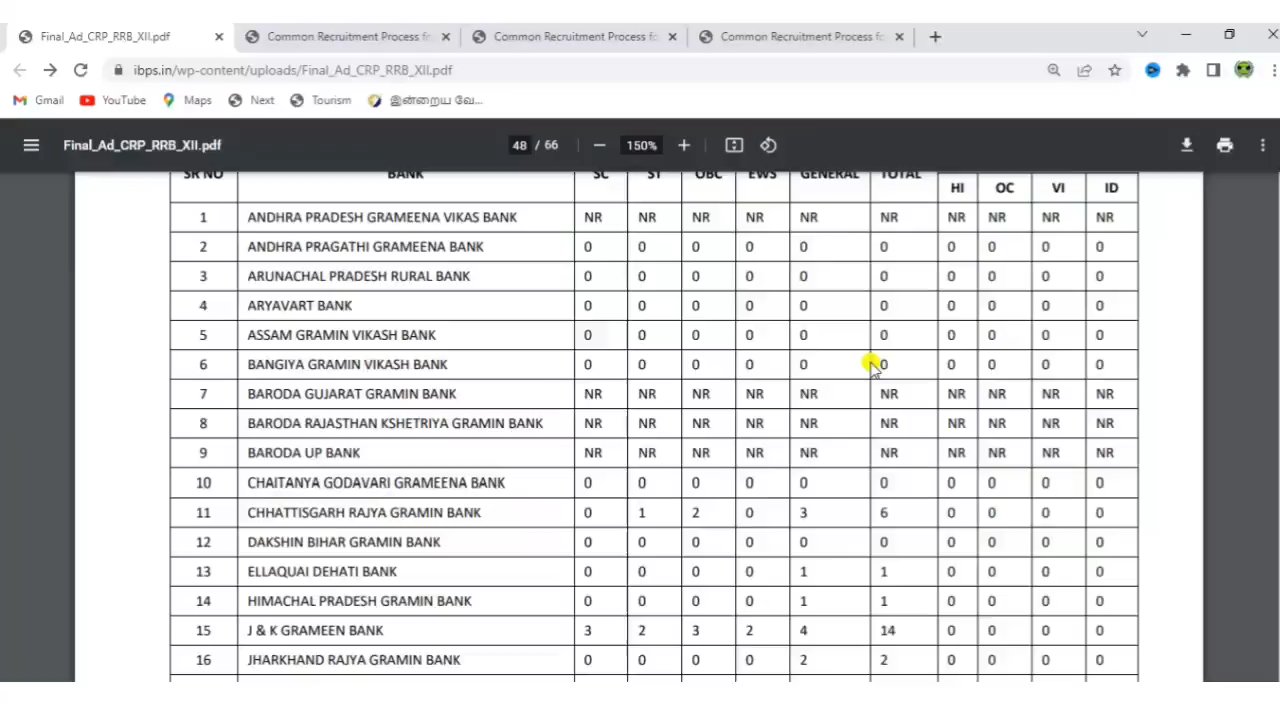 Final_Ad_CRP_RRB_XII.pdf Common Recruitment Process fo Common Recruitment Process fo Common Recruitment Process for
ibps.in/wp-content/uploads/Final_Ad_CRP_RRB_XII.pdf
Gmail YouTube Maps Next Tourism இன்றைய வே...
Final_Ad_CRP_RRB_XII.pdf 48 / 66 150%
SR NO BANK SC ST OBC EWS GENERAL TOTAL
HI OC VI ID
1 ANDHRA PRADESH GRAMEENA VIKAS BANK NR NR NR NR NR NR NR NR NR NR
2 ANDHRA PRAGATHI GRAMEENA BANK 0 0 0 0 0 0 0 0 0 0
3 ARUNACHAL PRADESH RURAL BANK 0 0 0 0 0 0 0 0 0 0
4 ARYAVART BANK 0 0 0 0 0 0 0 0 0 0
5 ASSAM GRAMIN VIKASH BANK 0 0 0 0 0 0 0 0 0 0
6 BANGIYA GRAMIN VIKASH BANK 0 0 0 0 0 0 0 0 0 0
7 BARODA GUJARAT GRAMIN BANK NR NR NR NR NR NR NR NR NR NR
8 BARODA RAJASTHAN KSHETRIYA GRAMIN BANK NR NR NR NR NR NR NR NR NR NR
9 BARODA UP BANK NR NR NR NR NR NR NR NR NR NR
10 CHAITANYA GODAVARI GRAMEENA BANK 0 0 0 0 0 0 0 0 0 0
11 CHHATTISGARH RAJYA GRAMIN BANK 0 1 2 0 3 6 0 0 0 0
12 DAKSHIN BIHAR GRAMIN BANK 0 0 0 0 0 0 0 0 0 0
13 ELLAQUAI DEHATI BANK 0 0 0 0 1 1 0 0 0 0
14 HIMACHAL PRADESH GRAMIN BANK 0 0 0 0 1 1 0 0 0 0
15 J & K GRAMEEN BANK 3 2 3 2 4 14 0 0 0 0
16 JHARKHAND RAJYA GRAMIN BANK 0 0 0 0 2 2 0 0 0 0